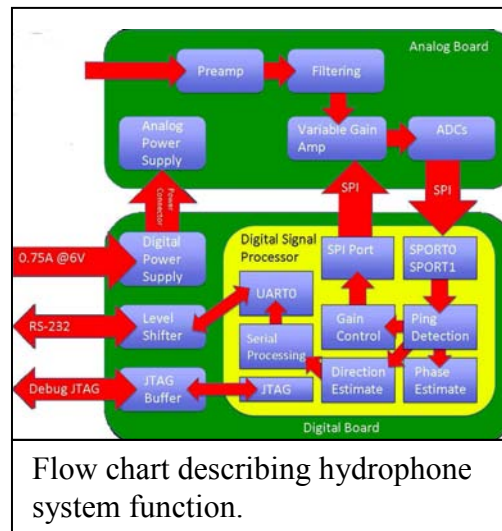 Analog Board
Preamp
Filtering
Analog
Power
Supply
Variable Gain
Amp
ADCs
Power
Connector
SPI
SPI
0.75A @6V
Digital
Power
Supply
Digital Signal
Processor
SPI Port
SPORT0
SPORT1
UART0
RS-232
Level
Shifter
Gain
Control
Ping
Detection
Serial
Processing
Direction
Estimate
Phase
Estimate
Debug JTAG
JTAG
Buffer
JTAG
Digital Board
Flow chart describing hydrophone
system function.